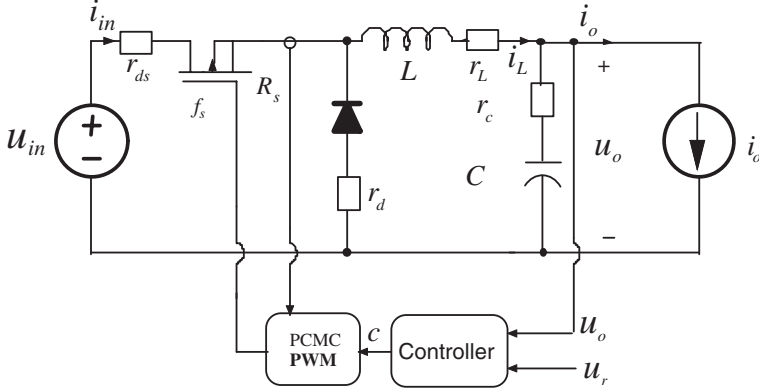 i_in
i_o
r_ds
f_s
R_s
L
r_L
i_L
+
r_c
u_in
+
−
C
u_o
i_o
r_d
−
PCMC
PWM
c
Controller
u_o
u_r